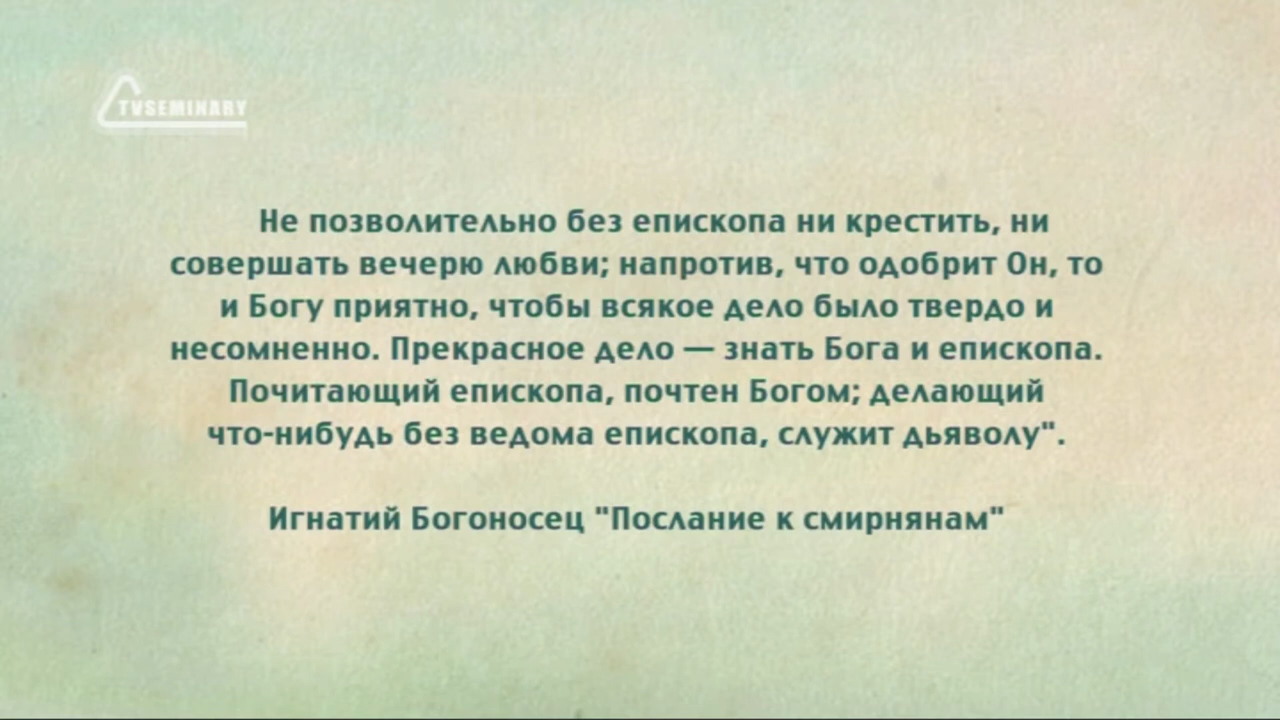 TVSEMINARY
Не позволительно без епископа ни крестить, ни
совершать вечерю любви; напротив, что одобрит Он, то
и Богу приятно, чтобы всякое дело было твердо и
несомненно. Прекрасное дело — знать Бога и епископа.
Почитающий епископа, почтен Богом; делающий
что-нибудь без ведома епископа, служит дьяволу".
Игнатий Богоносец "Послание к смирнянам"